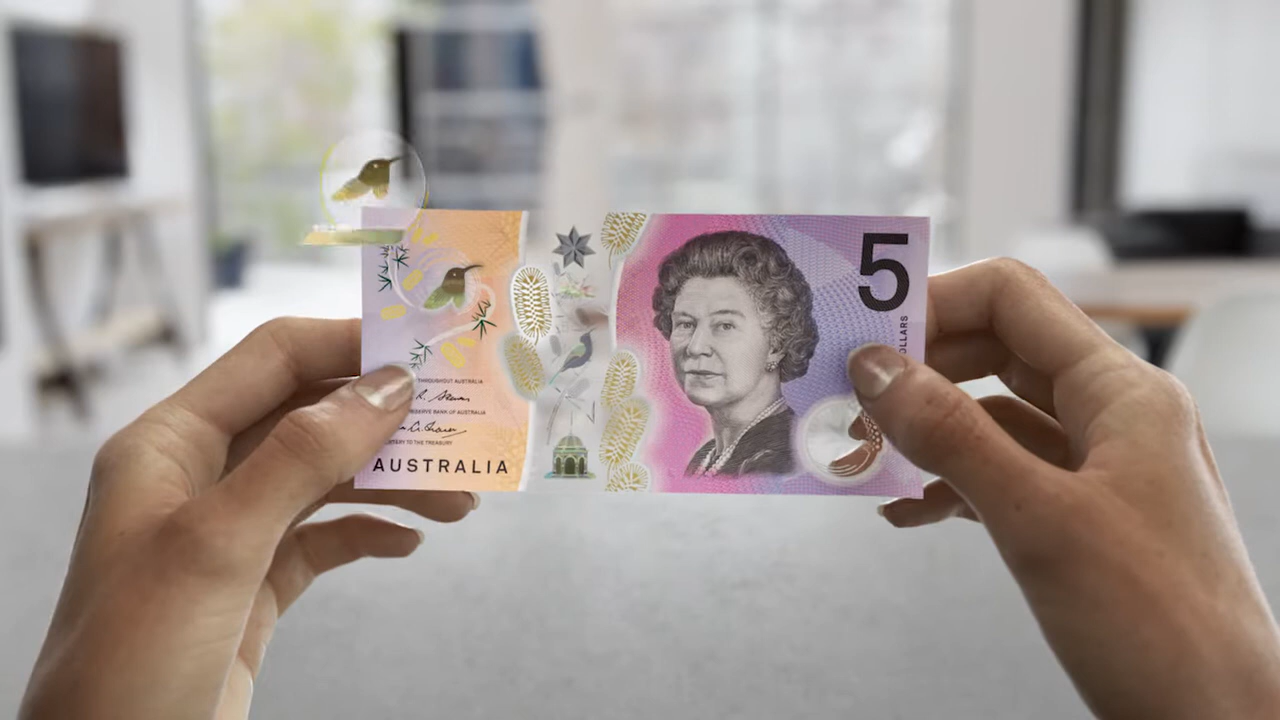 5
DOLLARS
THROUGHOUT AUSTRALIA
RESERVE BANK OF AUSTRALIA
TO THE TREASURY
AUSTRALIA